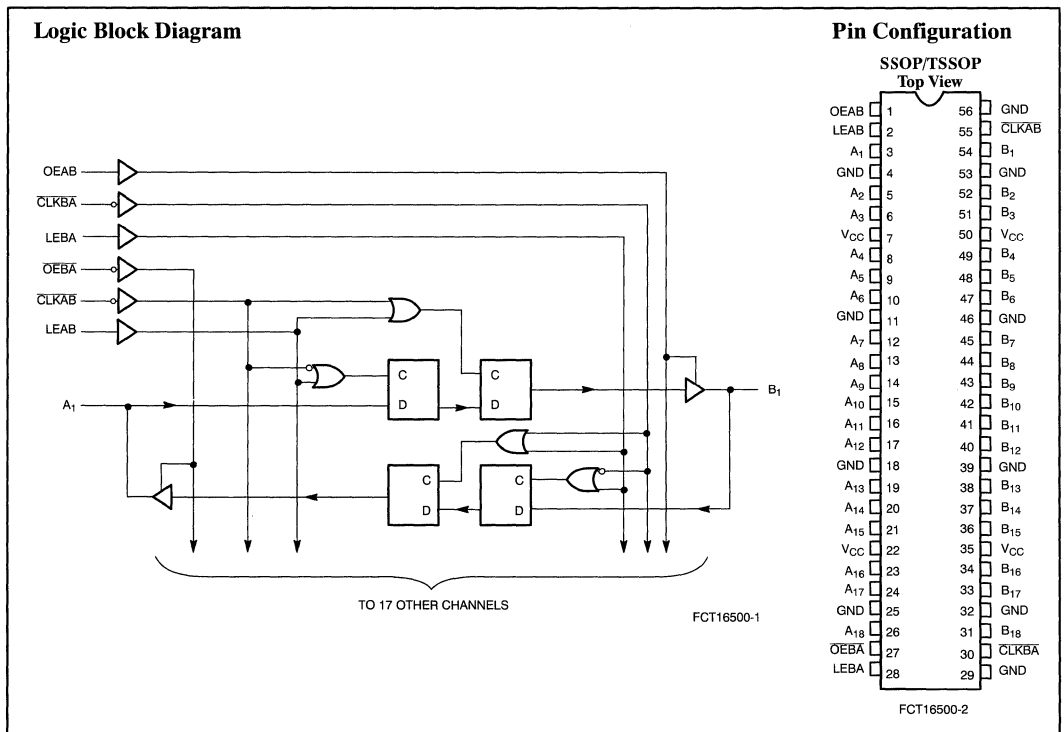 Logic Block Diagram
OEAB
CLKBA
LEBA
OEBA
CLKAB
LEAB
A1
C
D
C
D
B1
C
D
C
D
TO 17 OTHER CHANNELS
FCT16500-1
Pin Configuration
SSOP/TSSOP
Top View
OEAB 1 56 GND
LEAB 2 55 CLKAB
A1 3 54 B1
GND 4 53 GND
A2 5 52 B2
A3 6 51 B3
VCC 7 50 VCC
A4 8 49 B4
A5 9 48 B5
A6 10 47 B6
GND 11 46 GND
A7 12 45 B7
A8 13 44 B8
A9 14 43 B9
A10 15 42 B10
A11 16 41 B11
A12 17 40 B12
GND 18 39 GND
A13 19 38 B13
A14 20 37 B14
A15 21 36 B15
VCC 22 35 VCC
A16 23 34 B16
A17 24 33 B17
GND 25 32 GND
A18 26 31 B18
OEBA 27 30 CLKBA
LEBA 28 29 GND
FCT16500-2